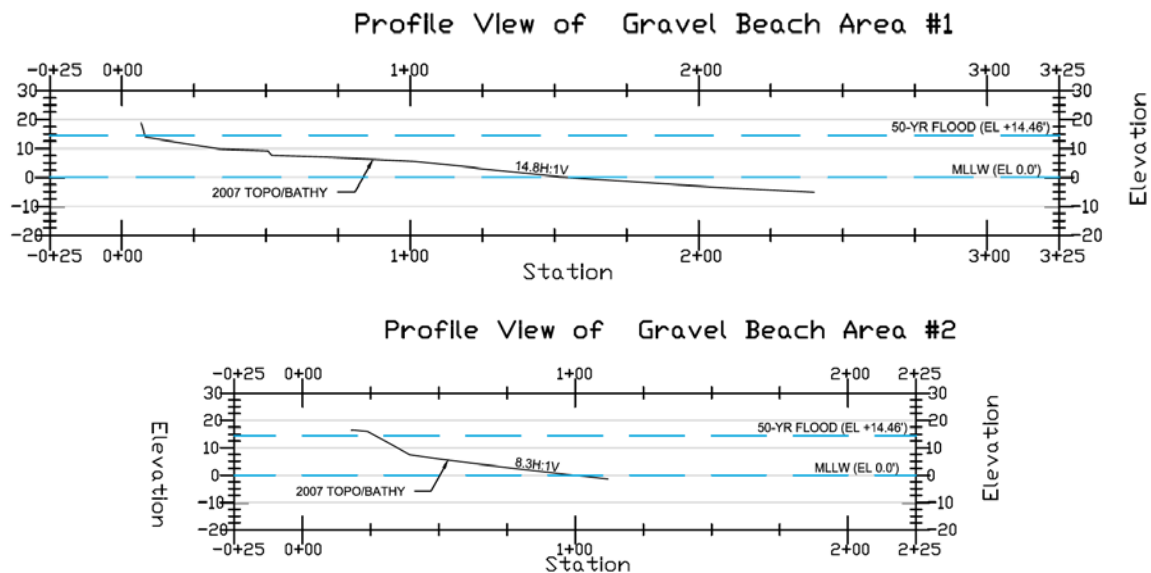 Profile View of Gravel Beach Area #1
-0+25 0+00 1+00 2+00 3+00 3+25
30 30
20 50-YR FLOOD (EL +14.46') 20
10 10
14.8H:1V
0 MLLW (EL 0.0') 0
2007 TOPO/BATHY
-10 -10
-20 -20
Elevation
-0+25 0+00 1+00 2+00 3+00 3+25
Station
Profile View of Gravel Beach Area #2
-0+25 0+00 1+00 2+00 2+25
30 30
20 50-YR FLOOD (EL +14.46') 20
10 10
8.3H:1V
0 MLLW (EL 0.0') 0
2007 TOPO/BATHY
-10 -10
-20 -20
Elevation
Elevation
-0+25 0+00 1+00 2+00 2+25
Station